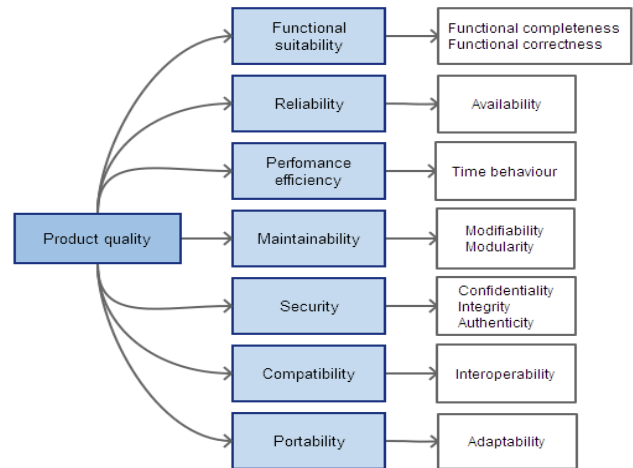 Functional
suitability
Functional completeness
Functional correctness
Reliability
Availability
Perfomance
efficiency
Time behaviour
Product quality
Maintainability
Modifiability
Modularity
Security
Confidentiality
Integrity
Authenticity
Compatibility
Interoperability
Portability
Adaptability